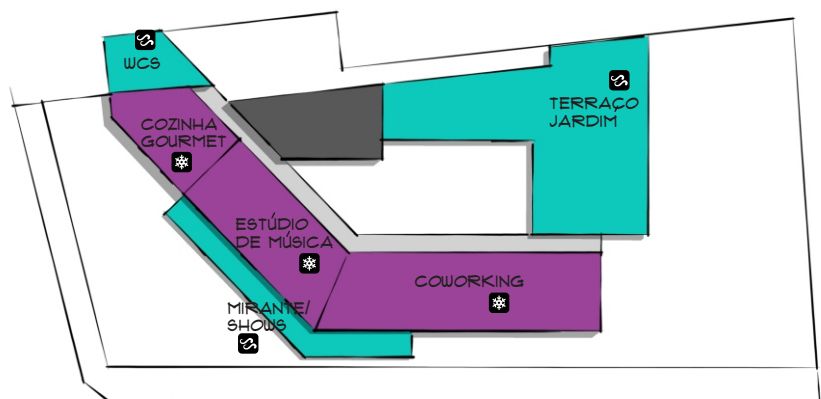 WCS
TERRAÇO
JARDIM
COZINHA
GOURMET
ESTÚDIO
DE MÚSICA
COWORKING
MIRANTE/
SHOWS